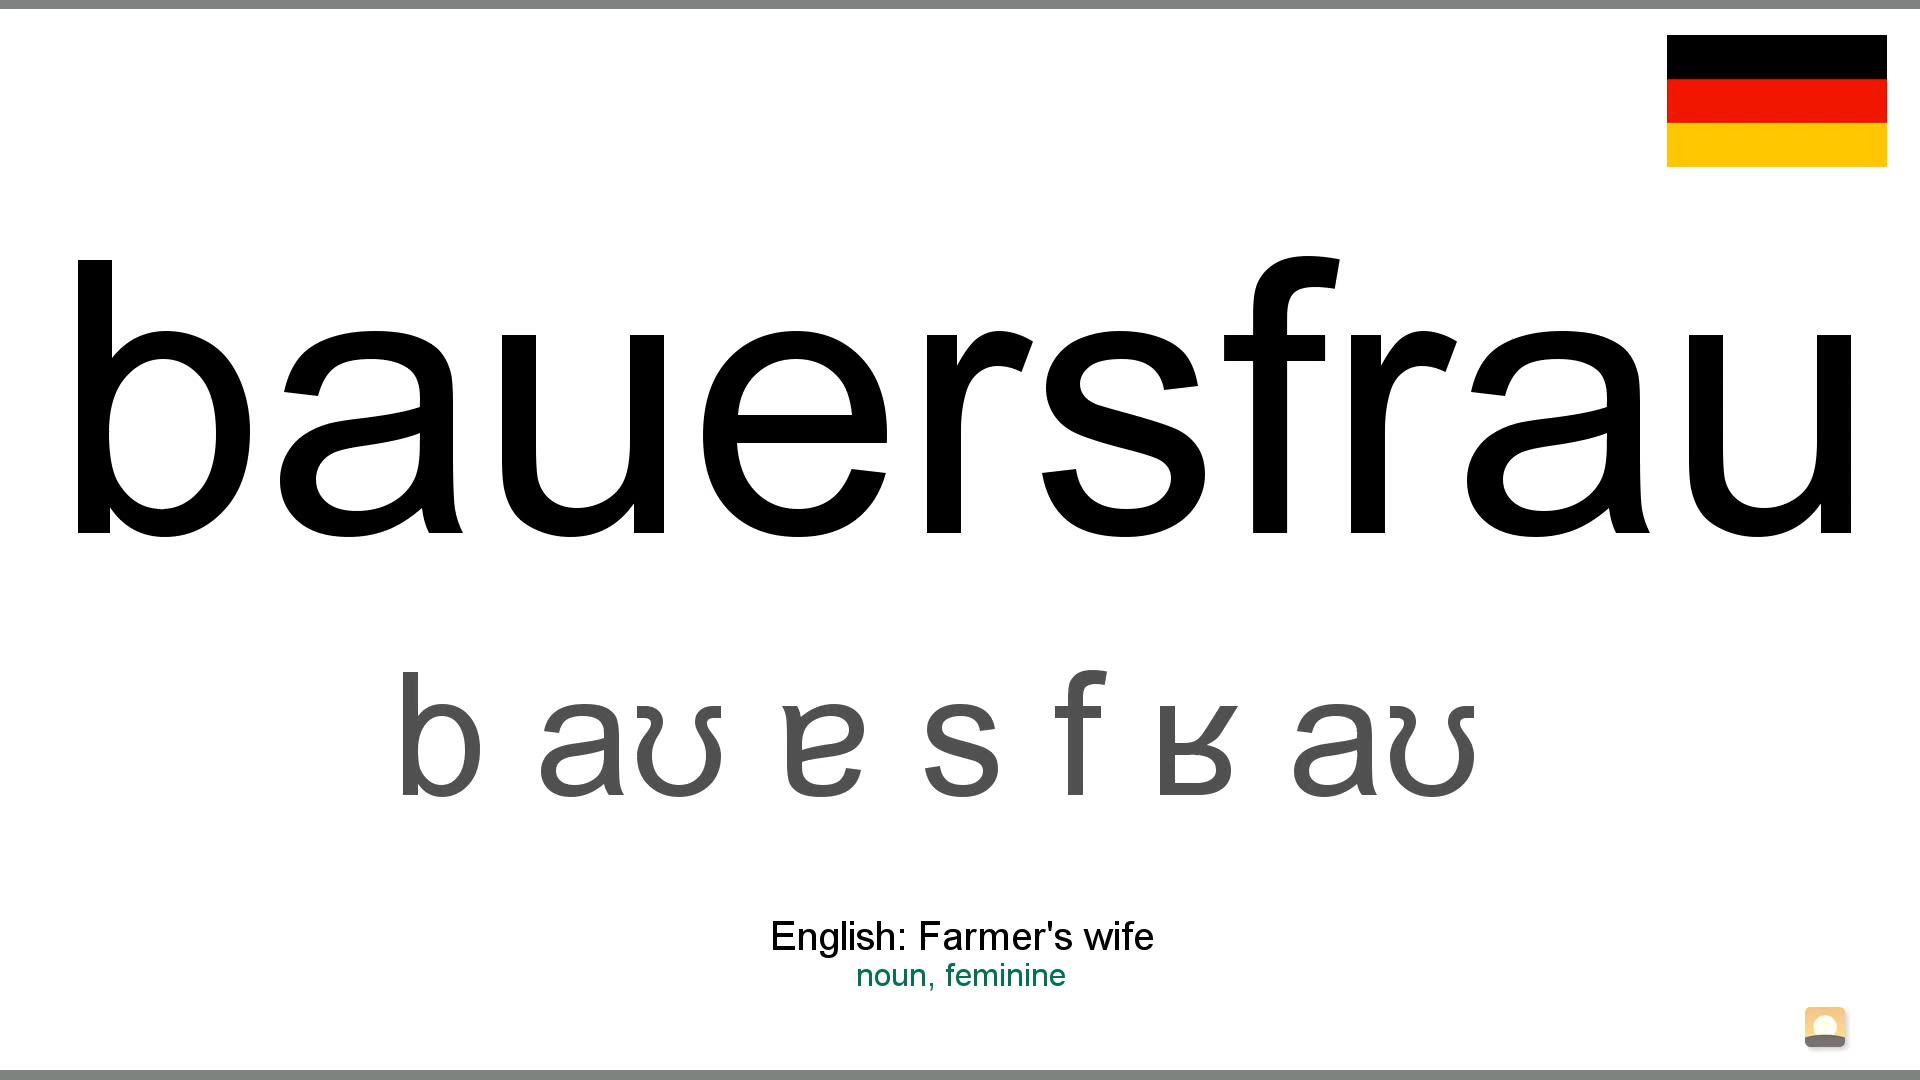 bauersfrau
b aʊ ɐ s f ʁ aʊ
English: Farmer's wife
noun, feminine